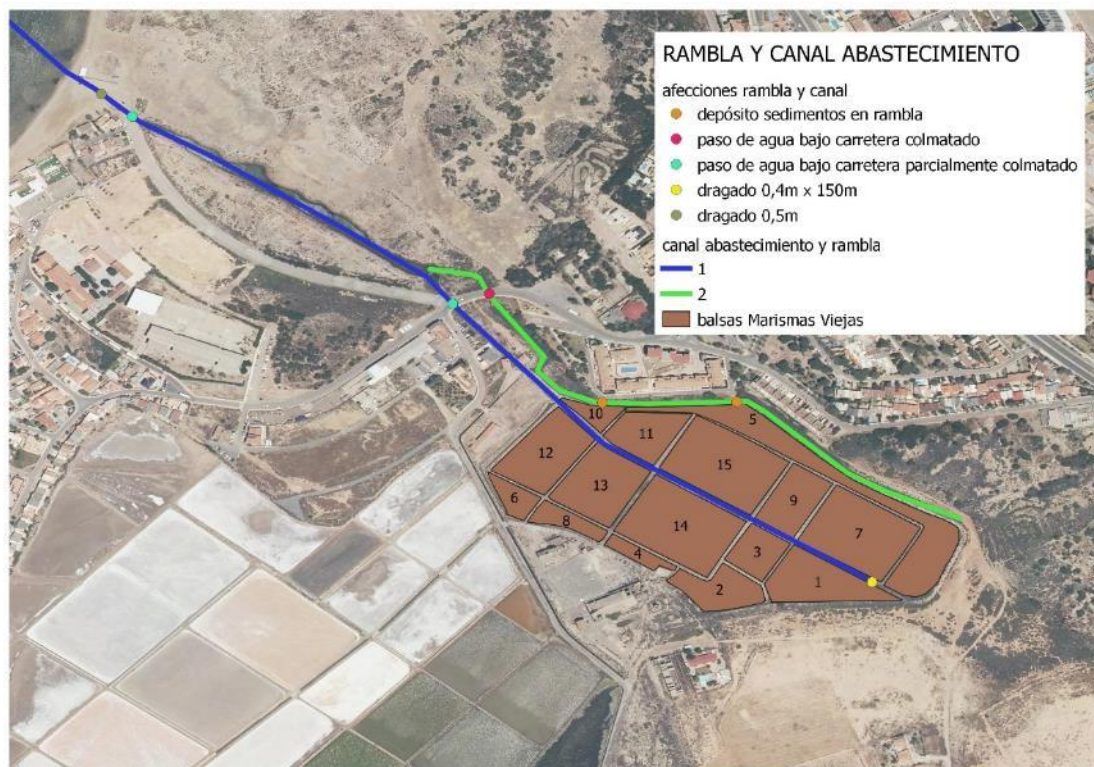 RAMBLA Y CANAL ABASTECIMIENTO
afecciones rambla y canal
depósito sedimentos en rambla
paso de agua bajo carretera colmatado
paso de agua bajo carretera parcialmente colmatado
dragado 0,4m x 150m
dragado 0,5m
canal abastecimiento y rambla
1
2
balsas Marismas Viejas
10
5
11
12
15
13
9
6
14
7
8
3
4
1
2